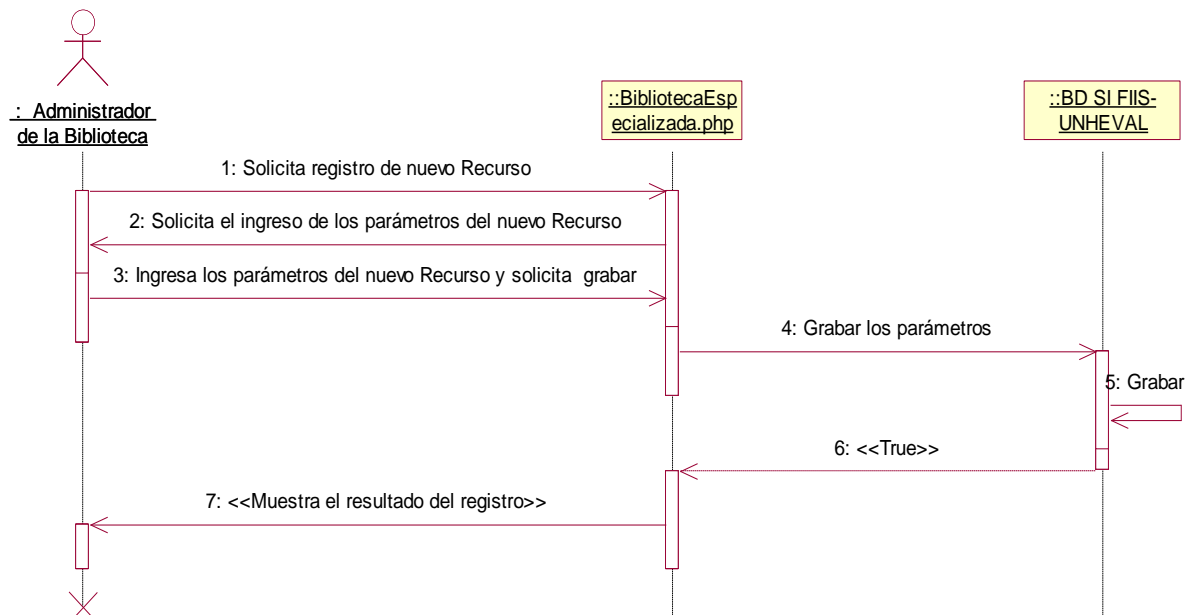 : Administrador
de la Biblioteca
::BibliotecaEsp
ecializada.php
::BD SI FIIS-
UNHEVAL
1: Solicita registro de nuevo Recurso
2: Solicita el ingreso de los parámetros del nuevo Recurso
3: Ingresa los parámetros del nuevo Recurso y solicita grabar
4: Grabar los parámetros
5: Grabar
6: <<True>>
7: <<Muestra el resultado del registro>>